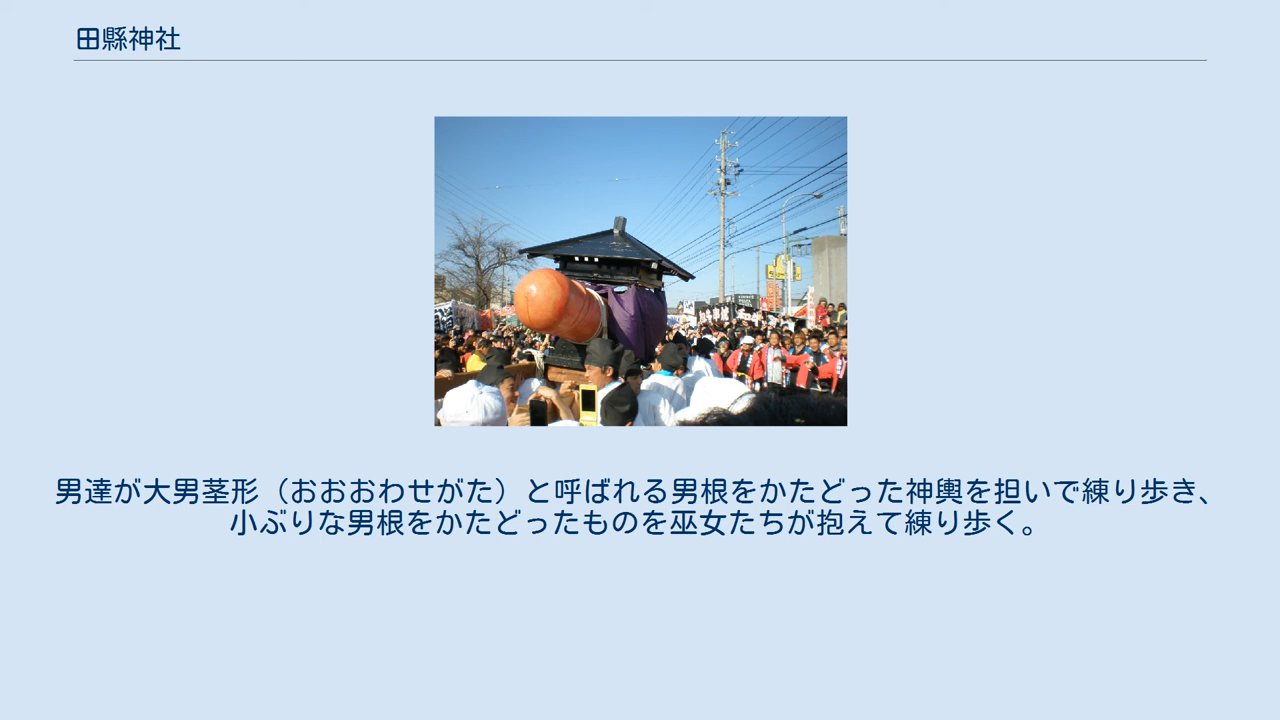 田縣神社
男達が大男茎形（おおおわせがた）と呼ばれる男根をかたどった神輿を担いで練り歩き、
小ぶりな男根をかたどったものを巫女たちが抱えて練り歩く。